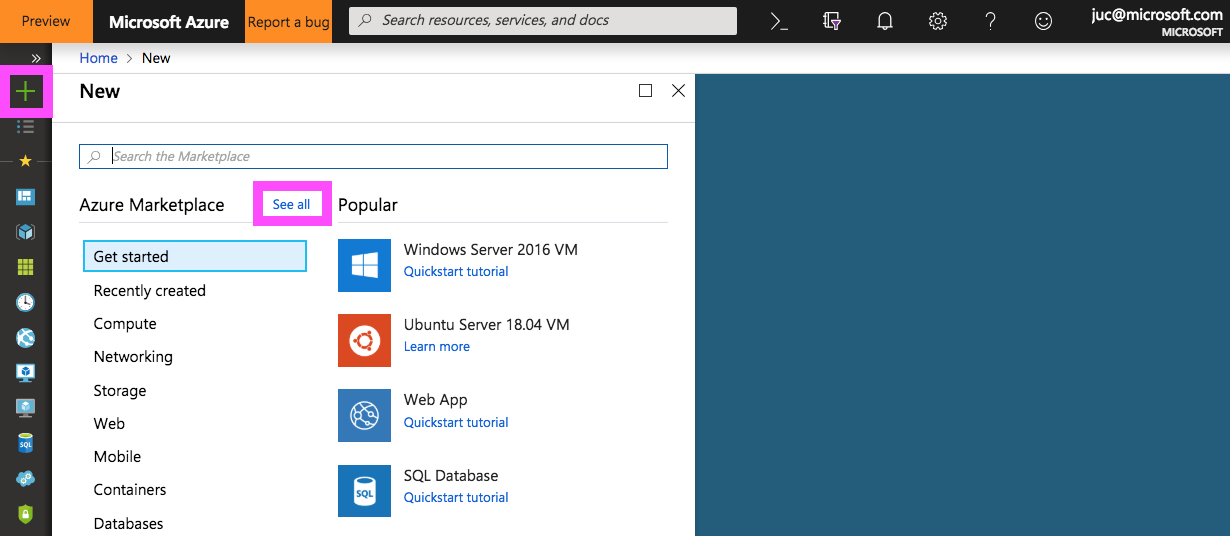 Preview
Microsoft Azure
Report a bug
Search resources, services, and docs
juc@microsoft.com
MICROSOFT
Home > New
New
Search the Marketplace
Azure Marketplace
See all
Popular
Get started
Recently created
Compute
Networking
Storage
Web
Mobile
Containers
Databases
Windows Server 2016 VM
Quickstart tutorial
Ubuntu Server 18.04 VM
Learn more
Web App
Quickstart tutorial
SQL
SQL Database
Quickstart tutorial
SQL